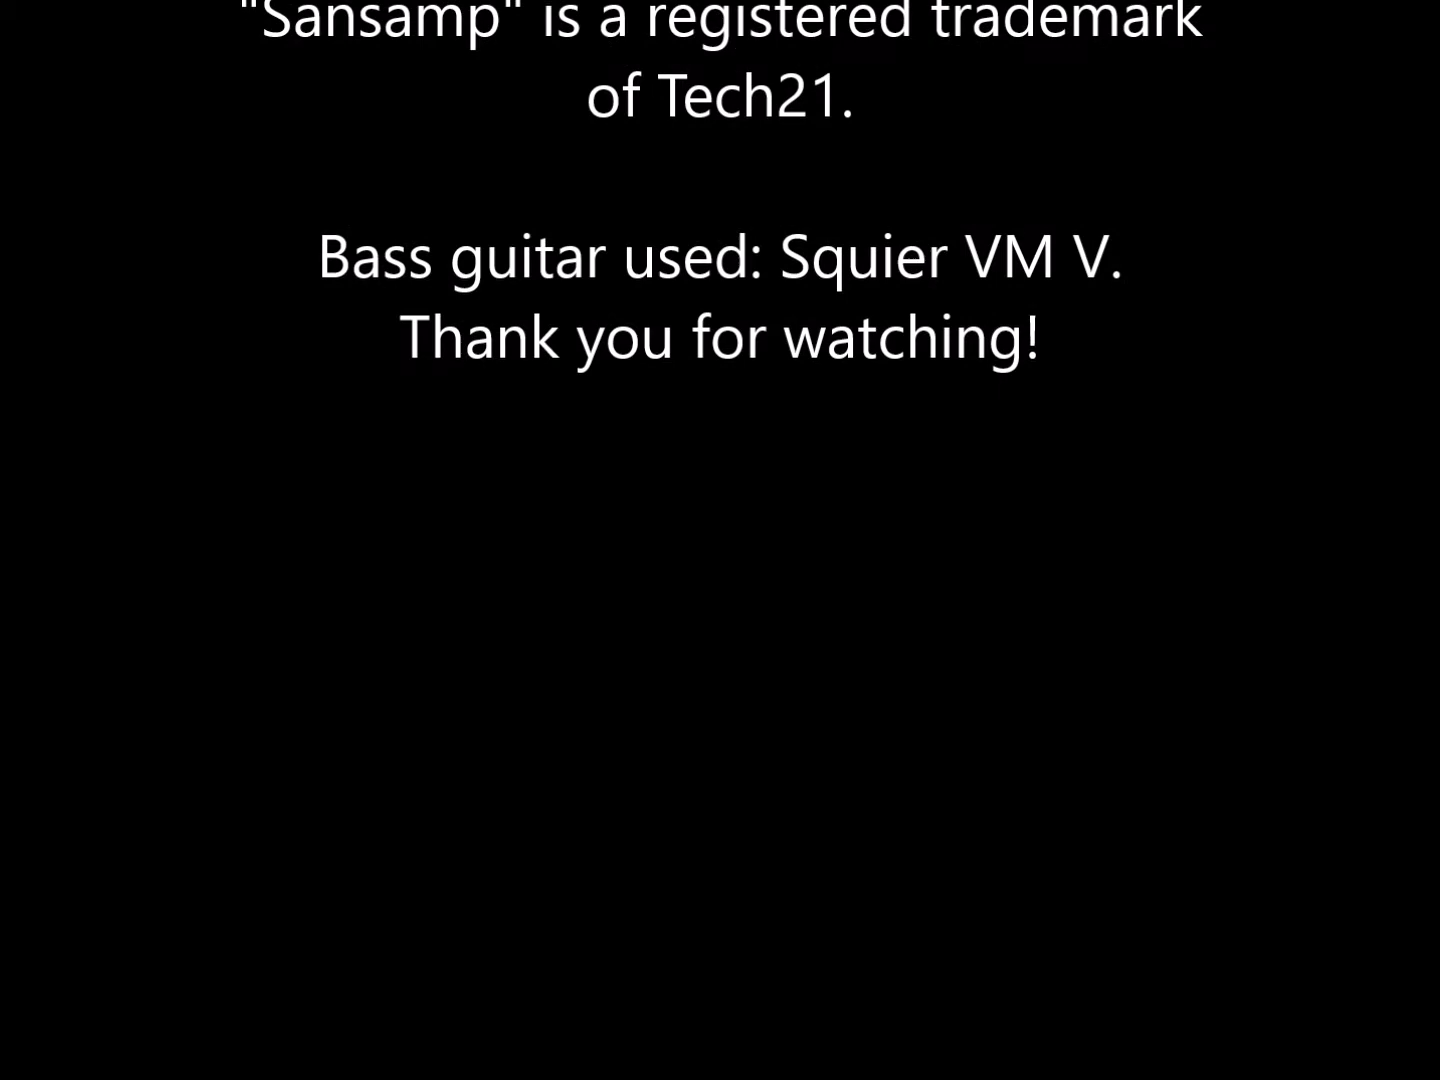 "Sansamp" is a registered trademark
of Tech21.
Bass guitar used: Squier VM V.
Thank you for watching!